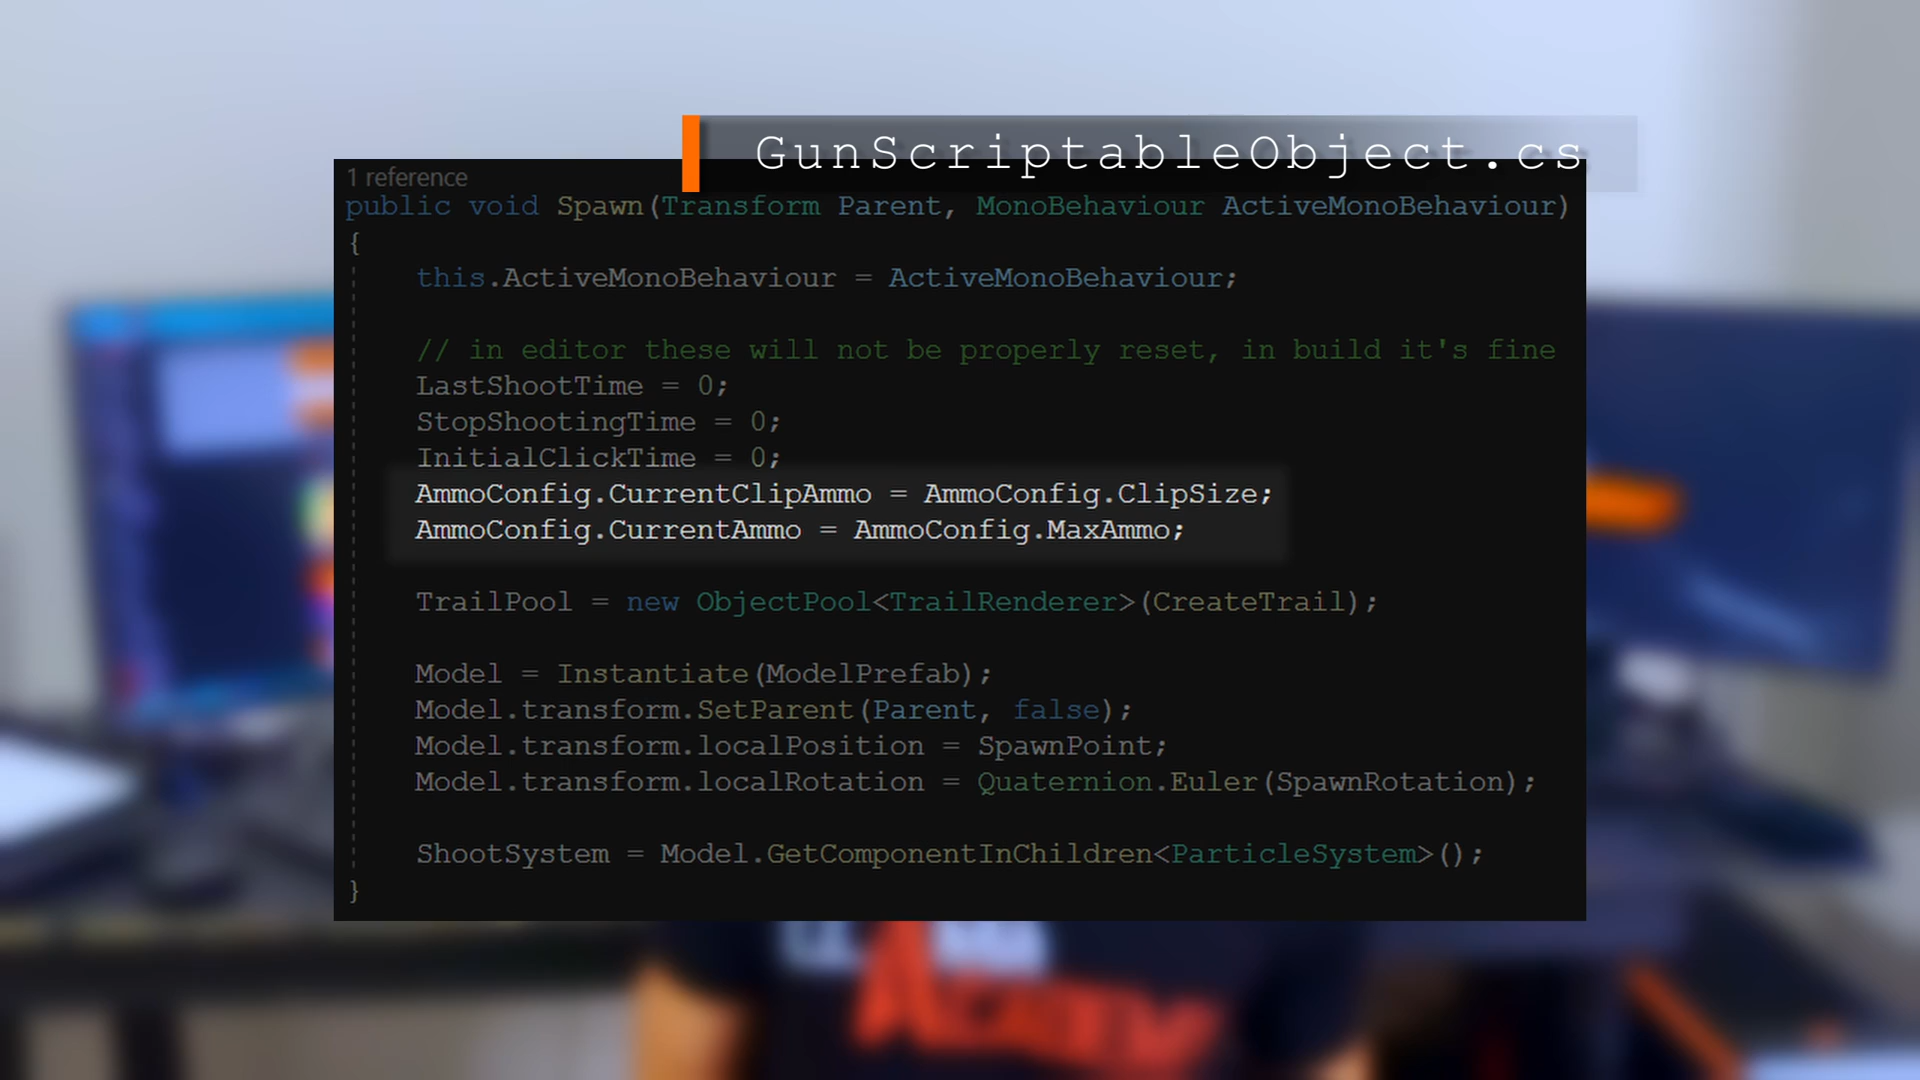 GunScriptableObject.cs
1 reference
public void Spawn(Transform Parent, MonoBehaviour ActiveMonoBehaviour)
{
this.ActiveMonoBehaviour = ActiveMonoBehaviour;
// in editor these will not be properly reset, in build it's fine
LastShootTime = 0;
StopShootingTime = 0;
InitialClickTime = 0;
AmmoConfig.CurrentClipAmmo = AmmoConfig.ClipSize;
AmmoConfig.CurrentAmmo = AmmoConfig.MaxAmmo;
TrailPool = new ObjectPool<TrailRenderer>(CreateTrail);
Model = Instantiate(ModelPrefab);
Model.transform.SetParent(Parent, false);
Model.transform.localPosition = SpawnPoint;
Model.transform.localRotation = Quaternion.Euler(SpawnRotation);
ShootSystem = Model.GetComponentInChildren<ParticleSystem>();
}